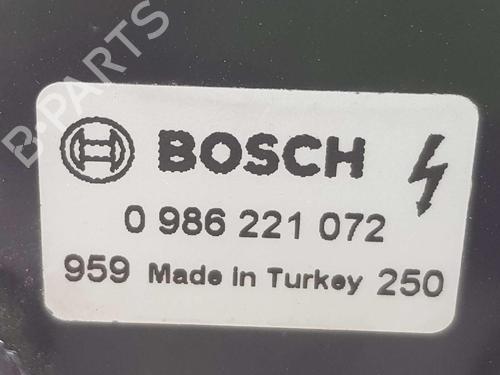 B-PARTS
BOSCH
0 986 221 072
959 Made in Turkey 250